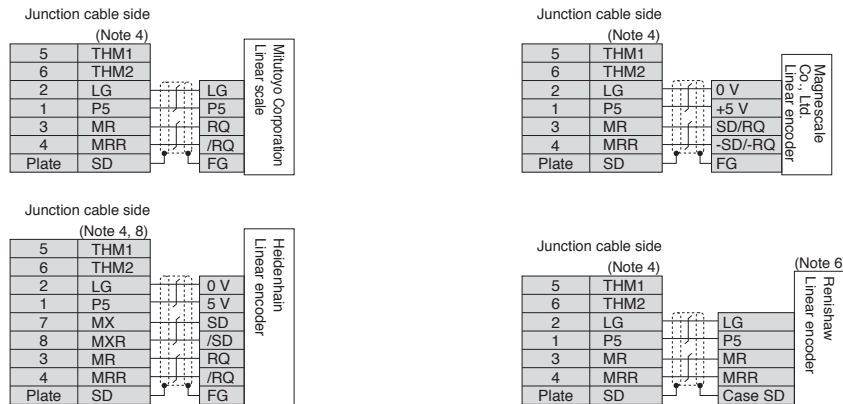 Junction cable side
(Note 4)
5 THM1
6 THM2
2 LG LG
1 P5 P5
3 MR RQ
4 MRR /RQ
Plate SD FG
Mitutoyo Corporation
Linear scale
Junction cable side
(Note 4)
5 THM1
6 THM2
2 LG 0 V
1 P5 +5 V
3 MR SD/RQ
4 MRR -SD/-RQ
Plate SD FG
Magnescale
Co., Ltd.
Linear encoder
Junction cable side
(Note 4, 8)
5 THM1
6 THM2
2 LG 0 V
1 P5 5 V
7 MX SD
8 MXR /SD
3 MR RQ
4 MRR /RQ
Plate SD FG
Heidenhain
Linear encoder
Junction cable side
(Note 4)
(Note 6)
5 THM1
6 THM2
2 LG LG
1 P5 P5
3 MR MR
4 MRR MRR
Plate SD Case SD
Renishaw
Linear encoder